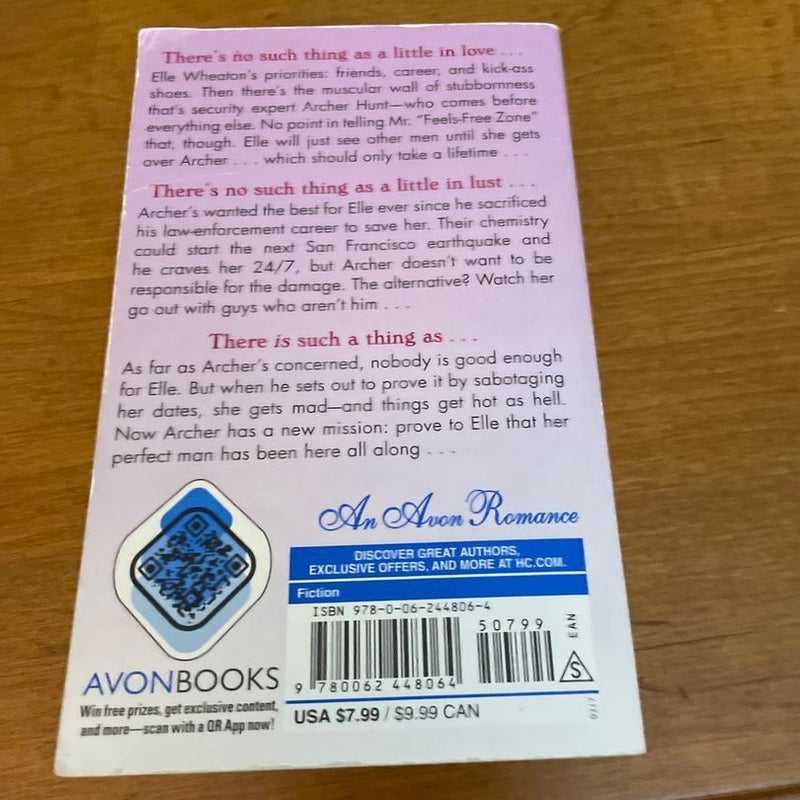 There's no such thing as a little in love . . .
Elle Wheaton's priorities: friends, career, and kick-ass
shoes. Then there's the muscular wall of stubbornness
that's security expert Archer Hunt—who comes before
everything else. No point in telling Mr. "Feels-Free Zone"
that, though. Elle will just see other men until she gets
over Archer . . . which should only take a lifetime . . .
There's no such thing as a little in lust . . .
Archer's wanted the best for Elle ever since he sacrificed
his law-enforcement career to save her. Their chemistry
could start the next San Francisco earthquake and
he craves her 24/7, but Archer doesn't want to be
responsible for the damage. The alternative? Watch her
go out with guys who aren't him . . .
There is such a thing as . . .
As far as Archer's concerned, nobody is good enough
for Elle. But when he sets out to prove it by sabotaging
her dates, she gets mad—and things get hot as hell.
Now Archer has a new mission: prove to Elle that her
perfect man has been here all along . . .
An Avon Romance
DISCOVER GREAT AUTHORS,
EXCLUSIVE OFFERS, AND MORE AT HC.COM.
Fiction
ISBN 978-0-06-244806-4
50799
EAN
S
9 780062 448064
USA $7.99 / $9.99 CAN
0217
AVONBOOKS
Win free prizes, get exclusive content,
and more—scan with a QR App now!